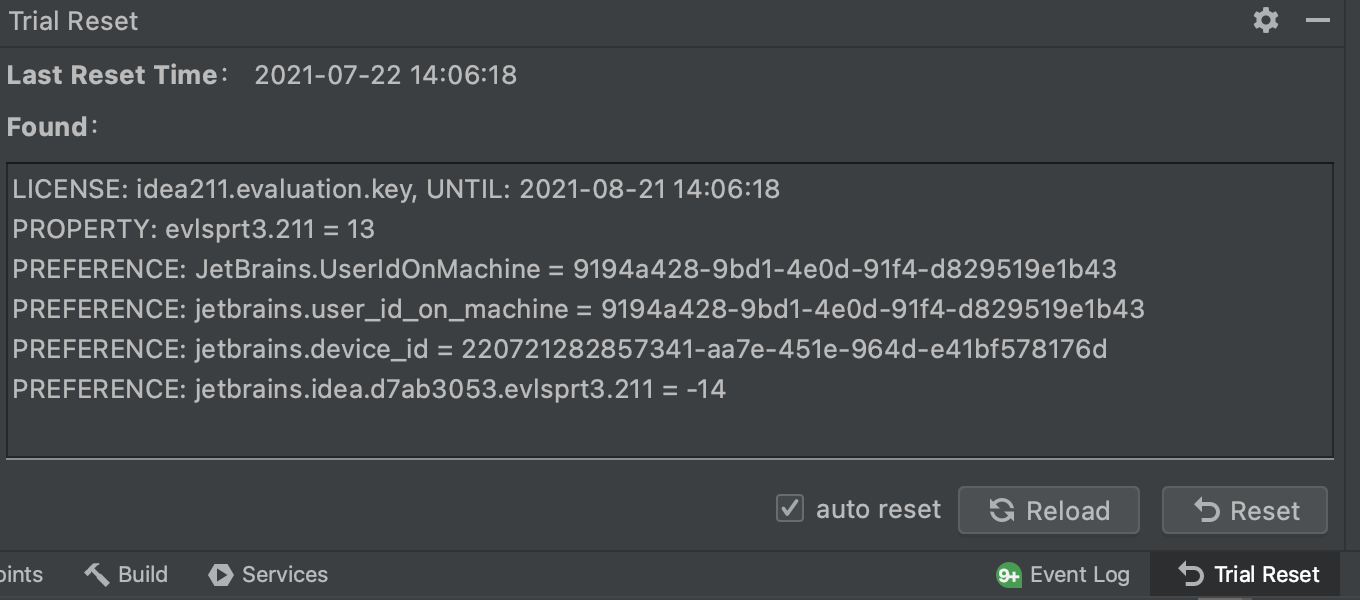 Trial Reset
Last Reset Time: 2021-07-22 14:06:18
Found:
LICENSE: idea211.evaluation.key, UNTIL: 2021-08-21 14:06:18
PROPERTY: evlsprt3.211 = 13
PREFERENCE: JetBrains.UserIdOnMachine = 9194a428-9bd1-4e0d-91f4-d829519e1b43
PREFERENCE: jetbrains.user_id_on_machine = 9194a428-9bd1-4e0d-91f4-d829519e1b43
PREFERENCE: jetbrains.device_id = 220721282857341-aa7e-451e-964d-e41bf578176d
PREFERENCE: jetbrains.idea.d7ab3053.evlsprt3.211 = -14
auto reset Reload Reset
oints Build Services 9+ Event Log Trial Reset